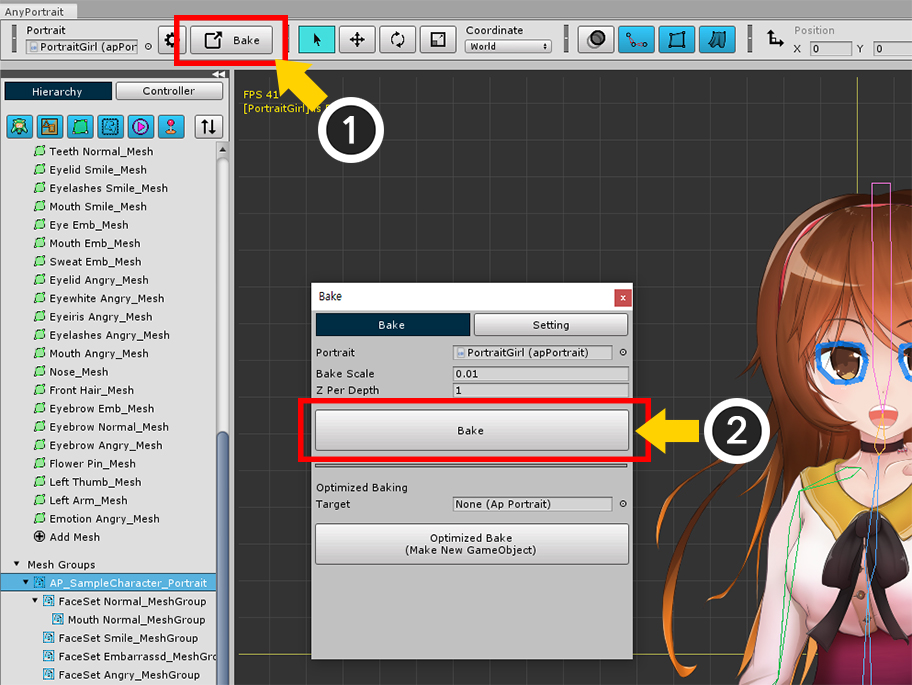 AnyPortrait
Portrait
PortraitGirl (apPor
Bake
Coordinate
World
Position
X 0 Y 0
Hierarchy
Controller
FPS 41
[PortraitGirl]
1
Teeth Normal_Mesh
Eyelid Smile_Mesh
Eyelashes Smile_Mesh
Mouth Smile_Mesh
Eye Emb_Mesh
Mouth Emb_Mesh
Sweat Emb_Mesh
Eyelid Angry_Mesh
Eyewhite Angry_Mesh
Eyeiris Angry_Mesh
Eyelashes Angry_Mesh
Mouth Angry_Mesh
Nose_Mesh
Front Hair_Mesh
Eyebrow Emb_Mesh
Eyebrow Normal_Mesh
Eyebrow Angry_Mesh
Flower Pin_Mesh
Left Thumb_Mesh
Left Arm_Mesh
Emotion Angry_Mesh
Add Mesh
Mesh Groups
AP_SampleCharacter_Portrait
FaceSet Normal_MeshGroup
Mouth Normal_MeshGroup
FaceSet Smile_MeshGroup
FaceSet Embarrassd_MeshGro
FaceSet Angry_MeshGroup
Bake
x
Bake
Setting
Portrait
PortraitGirl (apPortrait)
Bake Scale
0.01
Z Per Depth
1
Bake
2
Optimized Baking
Target
None (Ap Portrait)
Optimized Bake
(Make New GameObject)